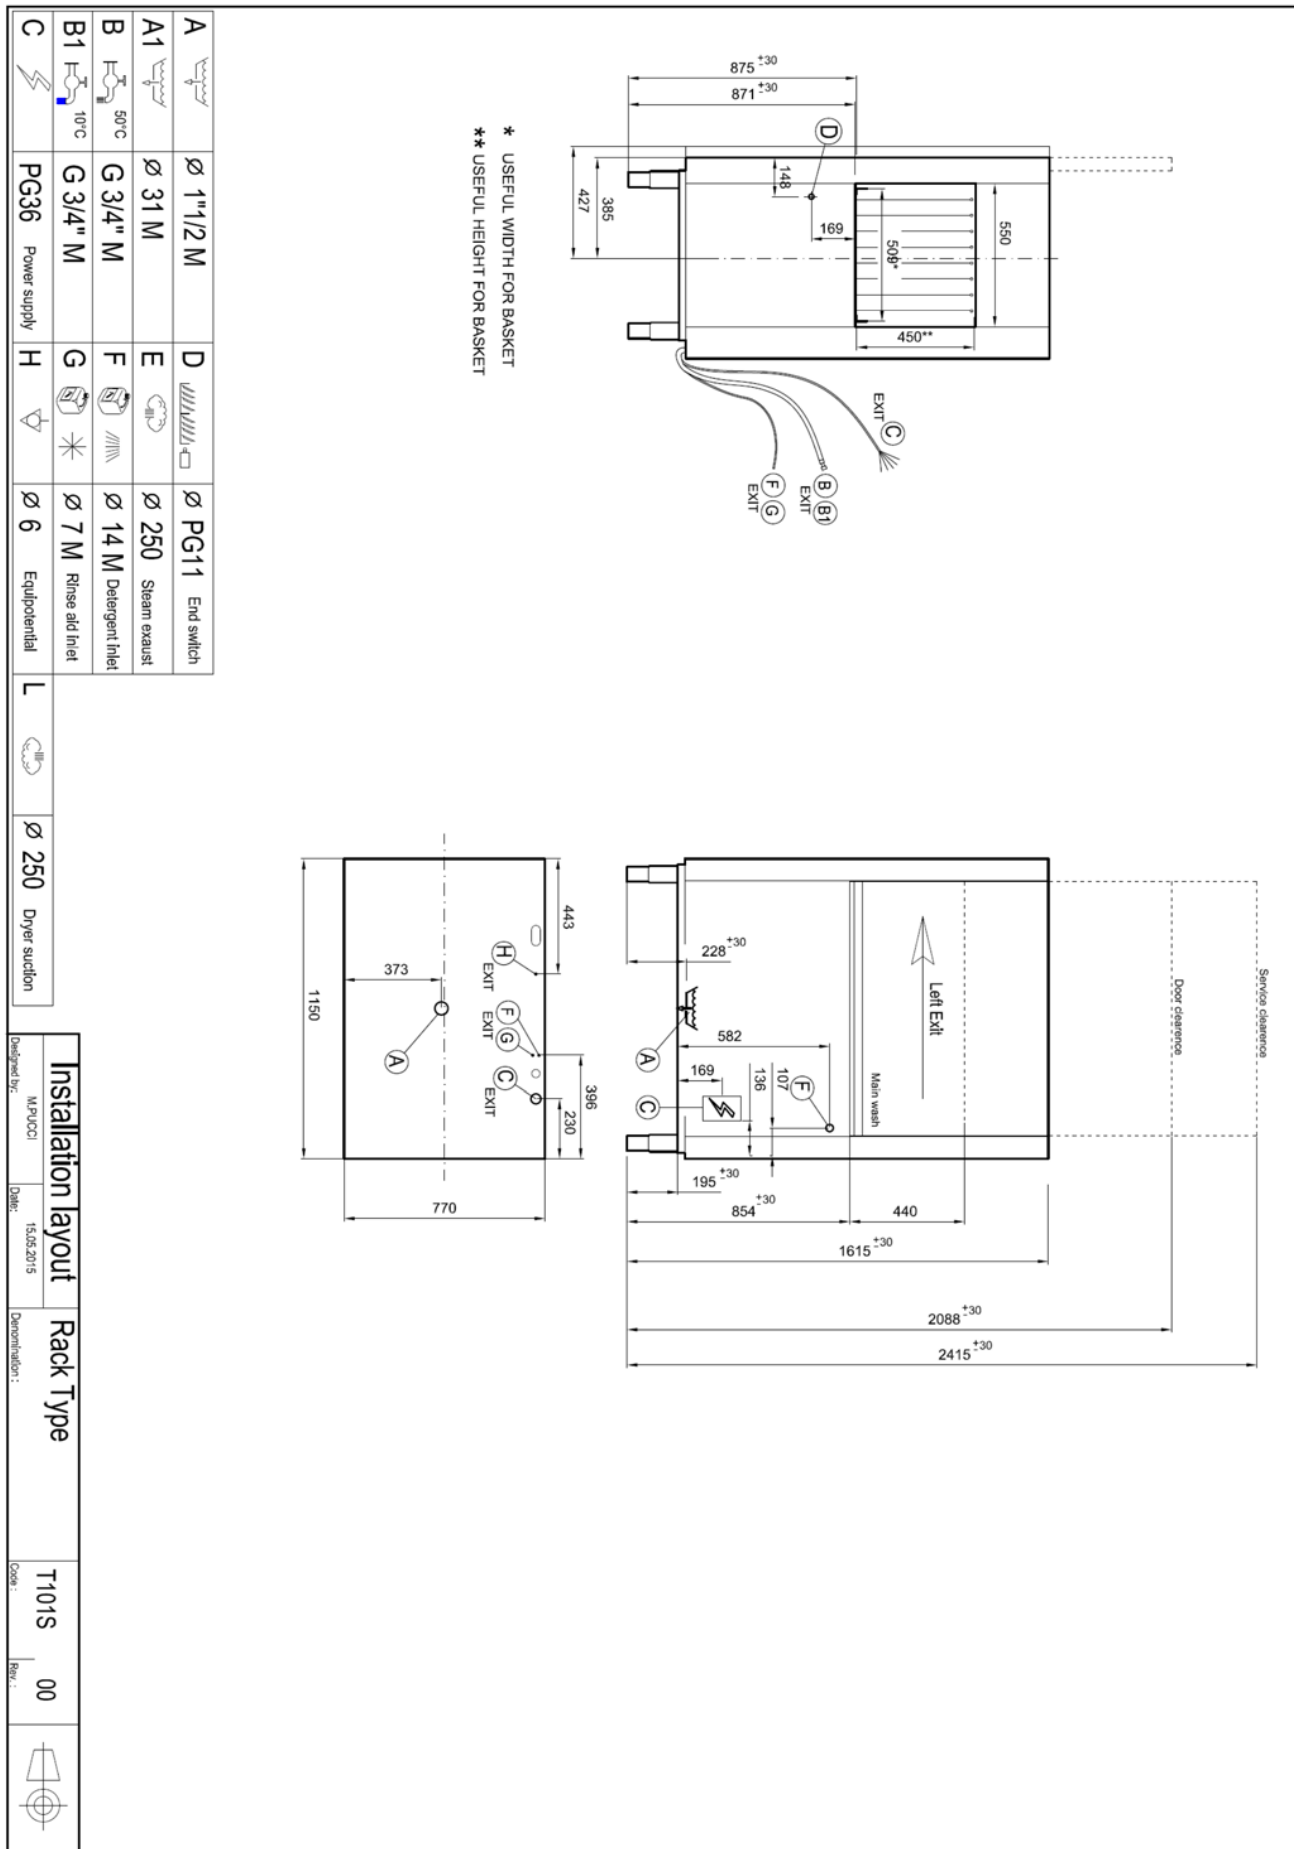 875 +30 -30
871 +30 -30
D
148
169
385
427
550
509*
450**
* USEFUL WIDTH FOR BASKET
** USEFUL HEIGHT FOR BASKET
C
EXIT
B B1
EXIT
F G
EXIT
Service clearence
Door clearence
Left Exit
Main wash
228 +30
582
169
136
107
A
C
F
195 +30
854 +30
440
1615 +30
2088 +30
2415 +30
443
H
EXIT
373
F
G
EXIT
C
EXIT
A
396
230
1150
770
A Ø 1"1/2 M D Ø PG11 End switch
A1 Ø 31 M E Ø 250 Steam exaust
B 50°C G 3/4" M F Ø 14 M Detergent inlet
B1 10°C G 3/4" M G Ø 7 M Rinse aid inlet
C PG36 Power supply H Ø 6 Equipotential L Ø 250 Dryer suction
Installation layout Rack Type T101S 00
Designed by: M.PUCCI Date: 15.05.2015 Denomination : Code : Rev. :